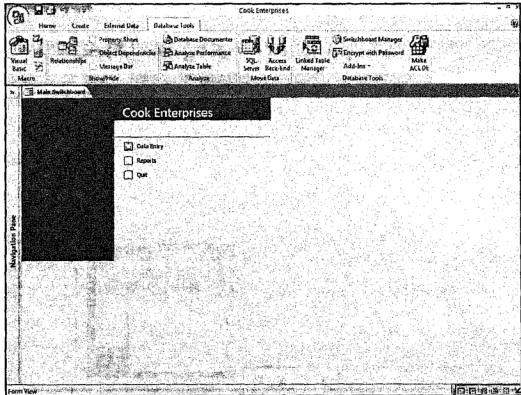 Cook Enterprises
Home Create External Data Database Tools
Visual Basic
Macro
Relationships
Property Sheet
Object Dependencies
Message Bar
Show/Hide
Database Documenter
Analyze Performance
Analyze Table
Analyze
SQL Server
Access Back-End
Linked Table Manager
Move Data
Switchboard Manager
Encrypt with Password
Add-Ins
Database Tools
Make ACCDE
Main Switchboard
Cook Enterprises
Data Entry
Reports
Quit
Navigation Pane
Form View